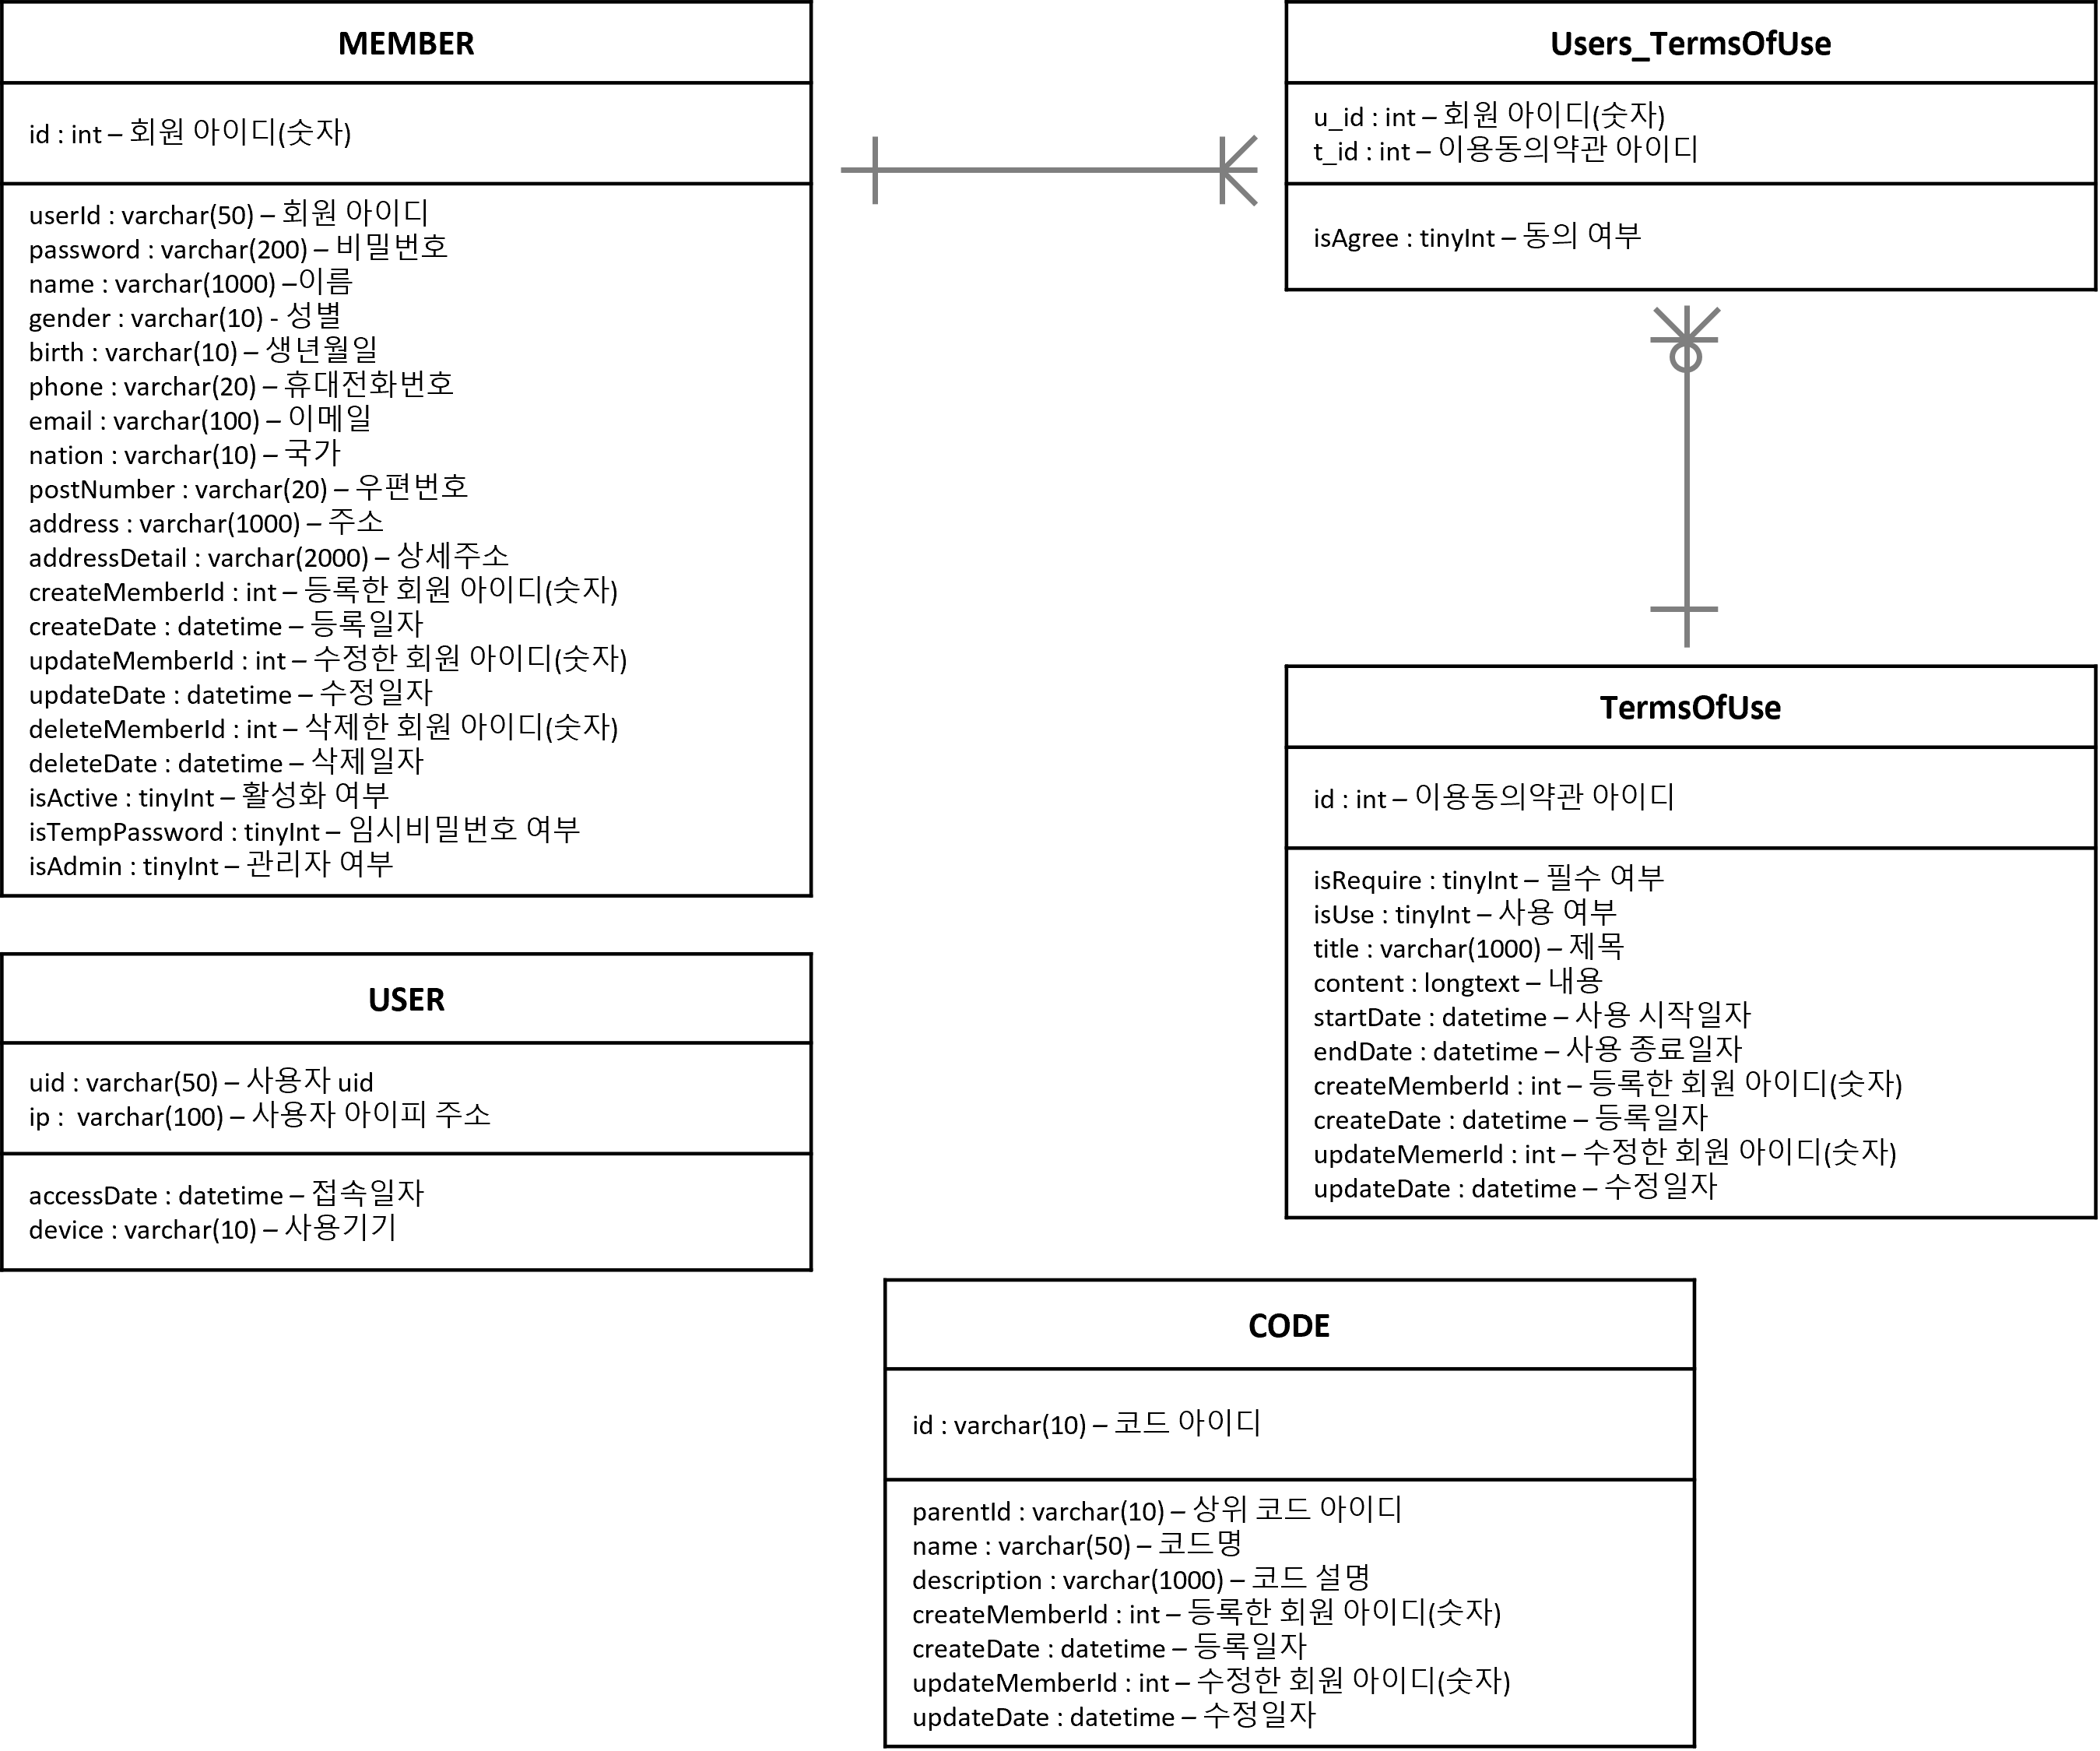 MEMBER
id : int – 회원 아이디(숫자)
userId : varchar(50) – 회원 아이디
password : varchar(200) – 비밀번호
name : varchar(1000) –이름
gender : varchar(10) - 성별
birth : varchar(10) – 생년월일
phone : varchar(20) – 휴대전화번호
email : varchar(100) – 이메일
nation : varchar(10) – 국가
postNumber : varchar(20) – 우편번호
address : varchar(1000) – 주소
addressDetail : varchar(2000) – 상세주소
createMemberId : int – 등록한 회원 아이디(숫자)
createDate : datetime – 등록일자
updateMemberId : int – 수정한 회원 아이디(숫자)
updateDate : datetime – 수정일자
deleteMemberId : int – 삭제한 회원 아이디(숫자)
deleteDate : datetime – 삭제일자
isActive : tinyInt – 활성화 여부
isTempPassword : tinyInt – 임시비밀번호 여부
isAdmin : tinyInt – 관리자 여부
Users_TermsOfUse
u_id : int – 회원 아이디(숫자)
t_id : int – 이용동의약관 아이디
isAgree : tinyInt – 동의 여부
TermsOfUse
id : int – 이용동의약관 아이디
isRequire : tinyInt – 필수 여부
isUse : tinyInt – 사용 여부
title : varchar(1000) – 제목
content : longtext – 내용
startDate : datetime – 사용 시작일자
endDate : datetime – 사용 종료일자
createMemberId : int – 등록한 회원 아이디(숫자)
createDate : datetime – 등록일자
updateMemerId : int – 수정한 회원 아이디(숫자)
updateDate : datetime – 수정일자
USER
uid : varchar(50) – 사용자 uid
ip :  varchar(100) – 사용자 아이피 주소
accessDate : datetime – 접속일자
device : varchar(10) – 사용기기
CODE
id : varchar(10) – 코드 아이디
parentId : varchar(10) – 상위 코드 아이디
name : varchar(50) – 코드명
description : varchar(1000) – 코드 설명
createMemberId : int – 등록한 회원 아이디(숫자)
createDate : datetime – 등록일자
updateMemberId : int – 수정한 회원 아이디(숫자)
updateDate : datetime – 수정일자